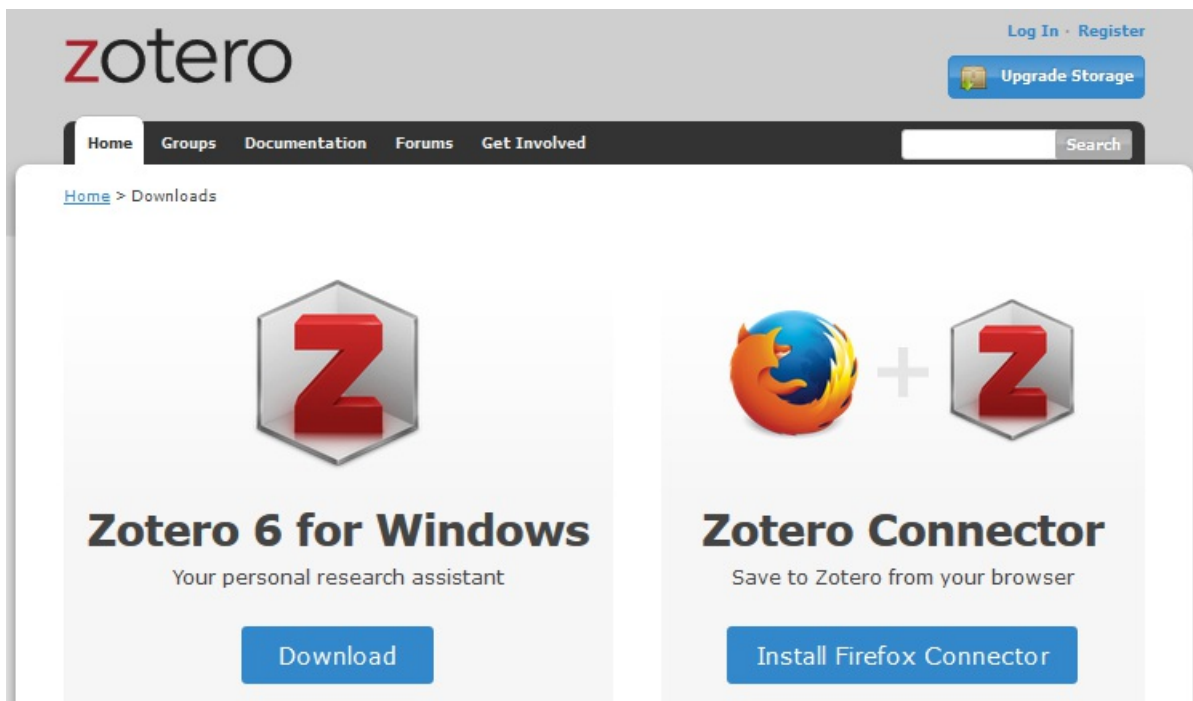 zotero
Log In · Register
Upgrade Storage
Home Groups Documentation Forums Get Involved Search
Home > Downloads
Z
Z
Zotero 6 for Windows
Your personal research assistant
Download
Zotero Connector
Save to Zotero from your browser
Install Firefox Connector